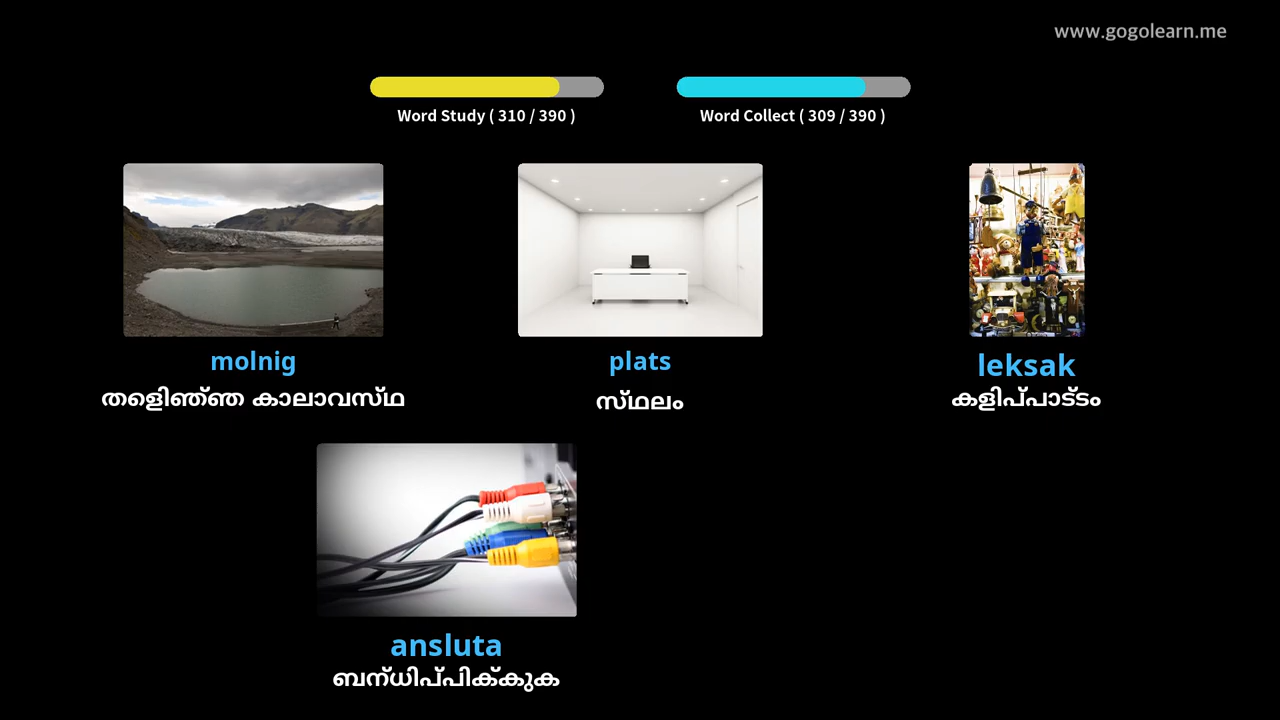 www.gogolearn.me
Word Study ( 310 / 390 )
Word Collect ( 309 / 390 )
molnig
തളെിഞ്ഞ കാലാവസ്ഥ
plats
സ്ഥലം
leksak
കളിപ്പാട്ടം
ansluta
ബന്ധിപ്പിക്കുക